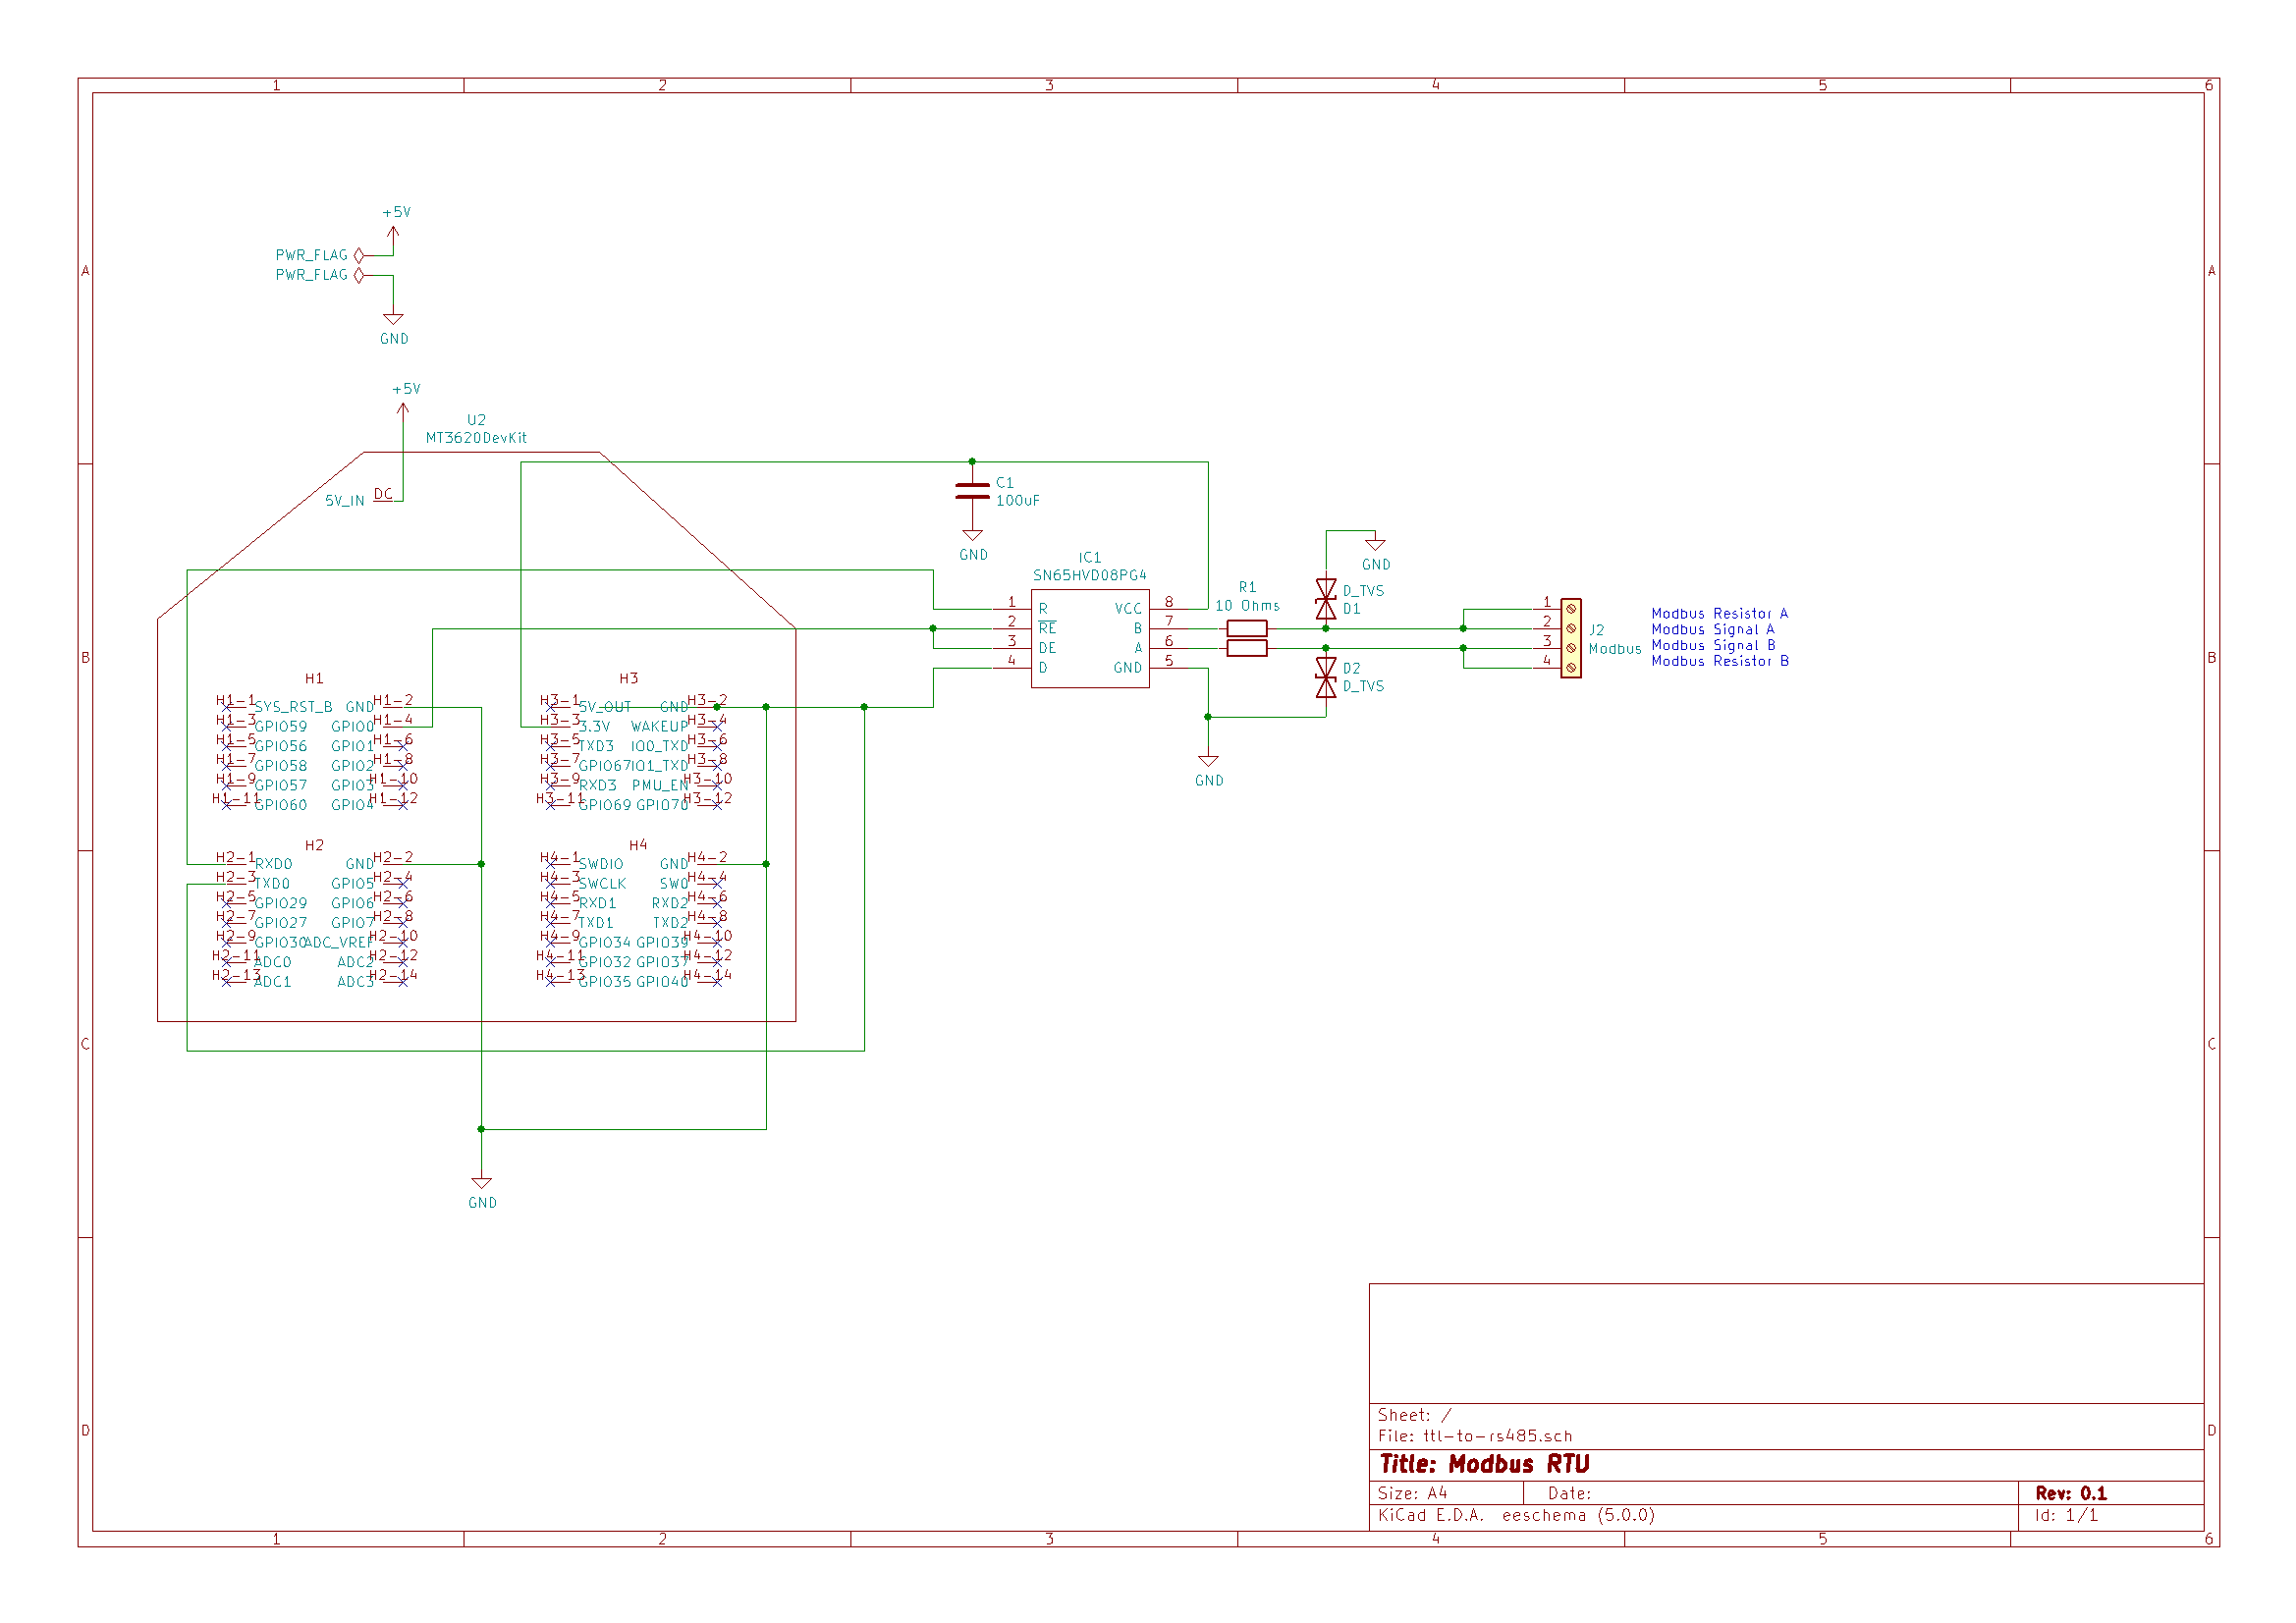 1 2 3 4 5 6
A A
+5V
PWR_FLAG
PWR_FLAG
GND
+5V
U2
MT3620DevKit
5V_IN DC
C1
100uF
GND
IC1
SN65HVD08PG4
1 R VCC 8
2 RE B 7
3 DE A 6
4 D GND 5
R1
10 Ohms
GND
D_TVS
D1
D2
D_TVS
GND
1
2
3
4
J2
Modbus
Modbus Resistor A
Modbus Signal A
Modbus Signal B
Modbus Resistor B
B B
H1
H1-1 SYS_RST_B GND H1-2
H1-3 GPIO59 GPIO0 H1-4
H1-5 GPIO56 GPIO1 H1-6
H1-7 GPIO58 GPIO2 H1-8
H1-9 GPIO57 GPIO3 H1-10
H1-11 GPIO60 GPIO4 H1-12
H3
H3-1 5V_OUT GND H3-2
H3-3 3.3V WAKEUP H3-4
H3-5 TXD3 IO0_TXD H3-6
H3-7 GPIO67 IO1_TXD H3-8
H3-9 RXD3 PMU_EN H3-10
H3-11 GPIO69 GPIO70 H3-12
H2
H2-1 RXD0 GND H2-2
H2-3 TXD0 GPIO5 H2-4
H2-5 GPIO29 GPIO6 H2-6
H2-7 GPIO27 GPIO7 H2-8
H2-9 GPIO30 ADC_VREF H2-10
H2-11 ADC0 ADC2 H2-12
H2-13 ADC1 ADC3 H2-14
H4
H4-1 SWDIO GND H4-2
H4-3 SWCLK SW0 H4-4
H4-5 RXD1 RXD2 H4-6
H4-7 TXD1 TXD2 H4-8
H4-9 GPIO34 GPIO39 H4-10
H4-11 GPIO32 GPIO37 H4-12
H4-13 GPIO35 GPIO40 H4-14
C C
GND
D D
Sheet: /
File: ttl-to-rs485.sch
Title: Modbus RTU
Size: A4 Date: Rev: 0.1
KiCad E.D.A. eeschema (5.0.0) Id: 1/1
1 2 3 4 5 6